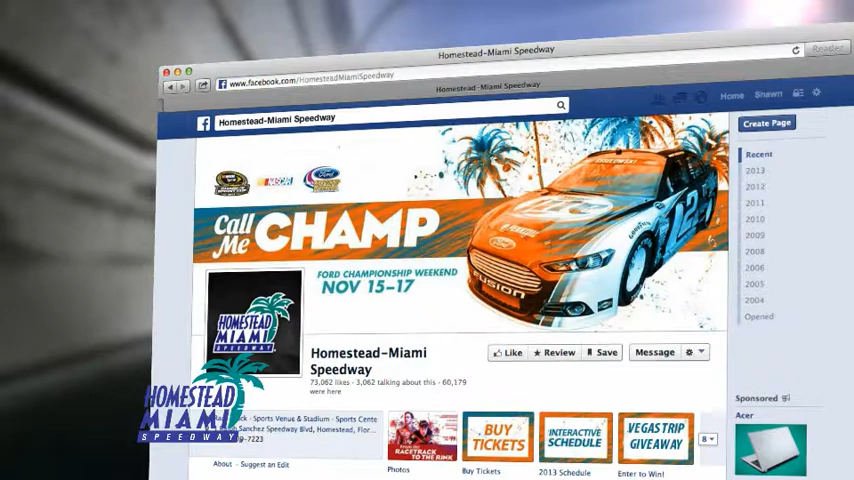 Homestead-Miami Speedway
www.facebook.com/HomesteadMiamiSpeedway
Reader
Homestead-Miami Speedway
Homestead-Miami Speedway
Home Shawn
Create Page
Recent
2013
2012
2011
2010
2009
2008
2006
2005
2004
Opened
NASCAR
Ford
Call Me CHAMP
FORD CHAMPIONSHIP WEEKEND
NOV 15-17
12
FUSION
HOMESTEAD
MIAMI
SPEEDWAY
Homestead-Miami
Speedway
73,062 likes · 3,062 talking about this · 60,179
were here
Like
Review
Save
Message
HOMESTEAD
MIAMI
SPEEDWAY
Sports Venue & Stadium · Sports Cente
Sanchez Speedway Blvd, Homestead, Flor...
-7223
About - Suggest an Edit
RACETRACK
TO THE RINK
Photos
BUY
TICKETS
Buy Tickets
INTERACTIVE
SCHEDULE
2013 Schedule
VEGAS TRIP
GIVEAWAY
Enter to Win!
8
Sponsored
Acer